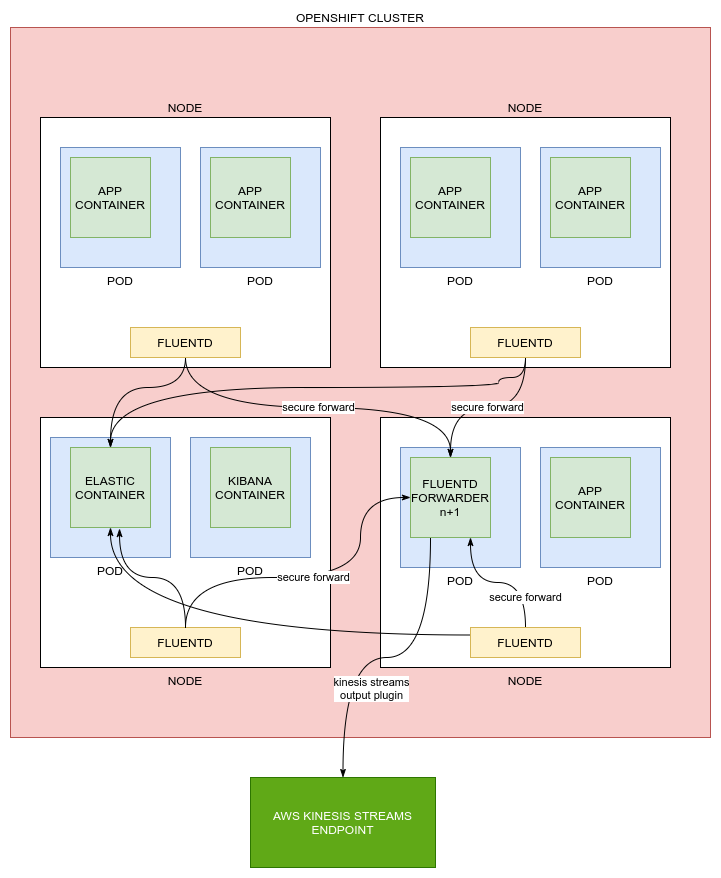 OPENSHIFT CLUSTER
NODE
NODE
APP
CONTAINER
APP
CONTAINER
APP
CONTAINER
APP
CONTAINER
POD
POD
POD
POD
FLUENTD
FLUENTD
secure forward
secure forward
ELASTIC
CONTAINER
KIBANA
CONTAINER
FLUENTD
FORWARDER
n+1
APP
CONTAINER
POD
POD
POD
POD
secure forward
secure forward
FLUENTD
FLUENTD
NODE
NODE
kinesis streams
output plugin
AWS KINESIS STREAMS
ENDPOINT